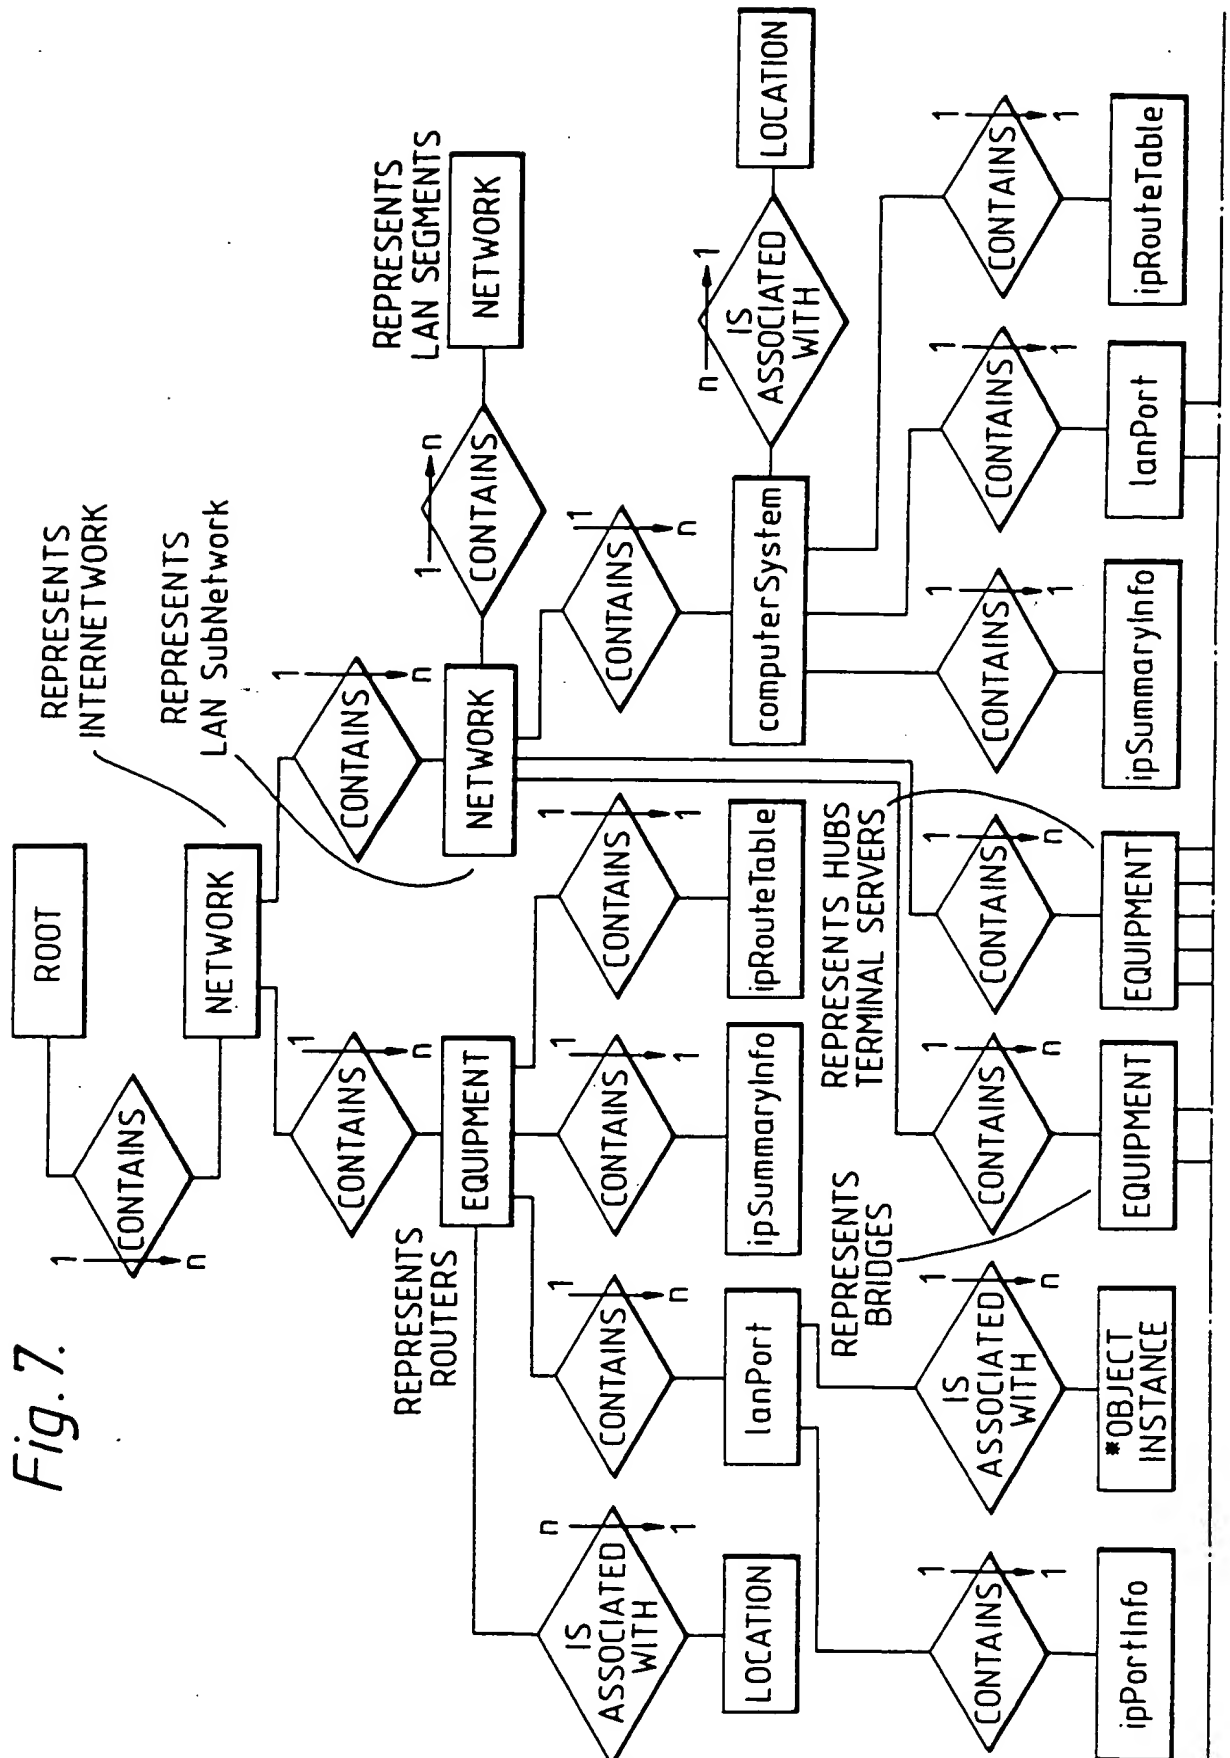 Fig. 7.
ROOT
1
n
CONTAINS
NETWORK
REPRESENTS
INTERNETWORK
REPRESENTS
LAN SubNetwork
1
n
CONTAINS
1
n
CONTAINS
REPRESENTS
ROUTERS
EQUIPMENT
NETWORK
1
n
CONTAINS
REPRESENTS
LAN SEGMENTS
NETWORK
n
1
IS
ASSOCIATED
WITH
1
n
CONTAINS
1
1
CONTAINS
1
1
CONTAINS
1
n
CONTAINS
LOCATION
lanPort
ipSummaryInfo
ipRouteTable
computerSystem
n
1
IS
ASSOCIATED
WITH
LOCATION
REPRESENTS
BRIDGES
REPRESENTS HUBS
TERMINAL SERVERS
1
1
CONTAINS
1
n
IS
ASSOCIATED
WITH
1
n
CONTAINS
1
n
CONTAINS
1
1
CONTAINS
1
1
CONTAINS
1
1
CONTAINS
ipPortInfo
*OBJECT
INSTANCE
EQUIPMENT
EQUIPMENT
ipSummaryInfo
lanPort
ipRouteTable